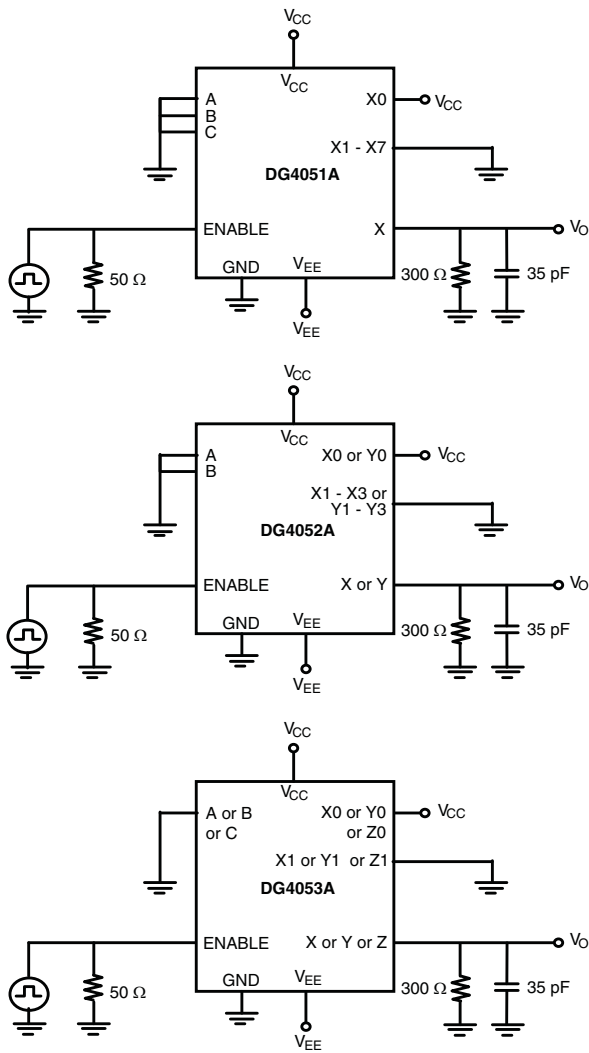 VCC
VCC
A
X0
VCC
B
C
X1 - X7
DG4051A
ENABLE
X
VO
50 Ω
GND
VEE
300 Ω
35 pF
VEE
VCC
VCC
A
X0 or Y0
VCC
B
X1 - X3 or
Y1 - Y3
DG4052A
ENABLE
X or Y
VO
50 Ω
GND
VEE
300 Ω
35 pF
VEE
VCC
VCC
A or B
or C
X0 or Y0
or Z0
VCC
X1 or Y1 or Z1
DG4053A
ENABLE
X or Y or Z
VO
50 Ω
GND
VEE
300 Ω
35 pF
VEE